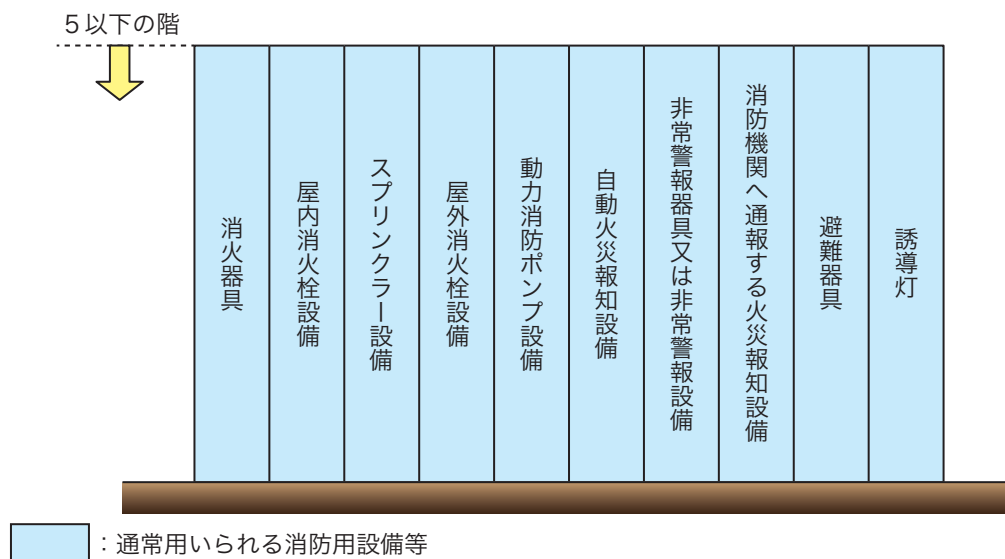 5以下の階
消火器具
屋内消火栓設備
スプリンクラー設備
屋外消火栓設備
動力消防ポンプ設備
自動火災報知設備
非常警報器具又は非常警報設備
消防機関へ通報する火災報知設備
避難器具
誘導灯
：通常用いられる消防用設備等